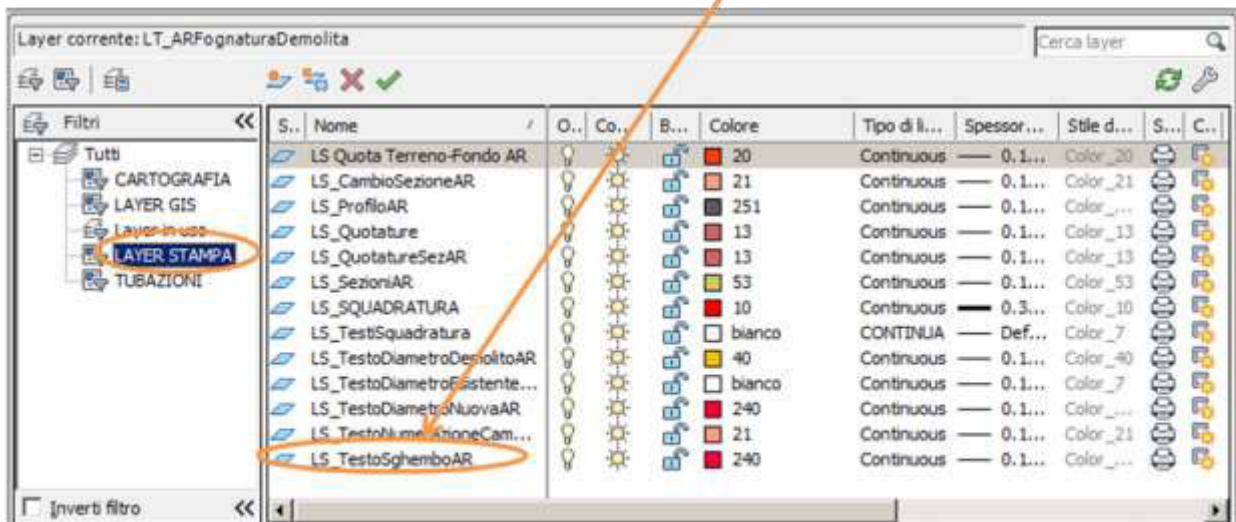 Layer corrente: LT_ARFognaturaDemolita
Cerca layer
Filtri
Tutti
CARTOGRAFIA
LAYER GIS
Layer in uso
LAYER STAMPA
TUBAZIONI
Inverti filtro
S.. Nome O.. Co.. B... Colore Tipo di li... Spessor... Stile d... S... C..
LS Quota Terreno-Fondo AR 20 Continuous 0.1... Color_20
LS_CambioSezioneAR 21 Continuous 0.1... Color_21
LS_ProfiloAR 251 Continuous 0.1... Color_...
LS_Quotature 13 Continuous 0.1... Color_13
LS_QuotatureSezAR 13 Continuous 0.1... Color_13
LS_SezioniAR 53 Continuous 0.1... Color_53
LS_SQUADRATURA 10 Continuous 0.3... Color_10
LS_TestiSquadratura bianco CONTINUA Def... Color_7
LS_TestoDiametroDemolitoAR 40 Continuous 0.1... Color_40
LS_TestoDiametroEsistente... bianco Continuous 0.1... Color_7
LS_TestoDiametroNuovaAR 240 Continuous 0.1... Color_...
LS_TestoNumerazioneCam... 21 Continuous 0.1... Color_21
LS_TestoSghemboAR 240 Continuous 0.1... Color_...